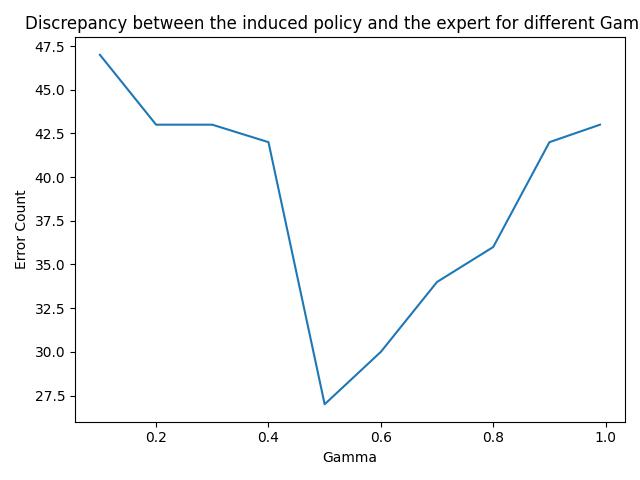 Discrepancy between the induced policy and the expert for different Gam
47.5
45.0
42.5
40.0
37.5
35.0
32.5
30.0
27.5
Error Count
0.2 0.4 0.6 0.8 1.0
Gamma